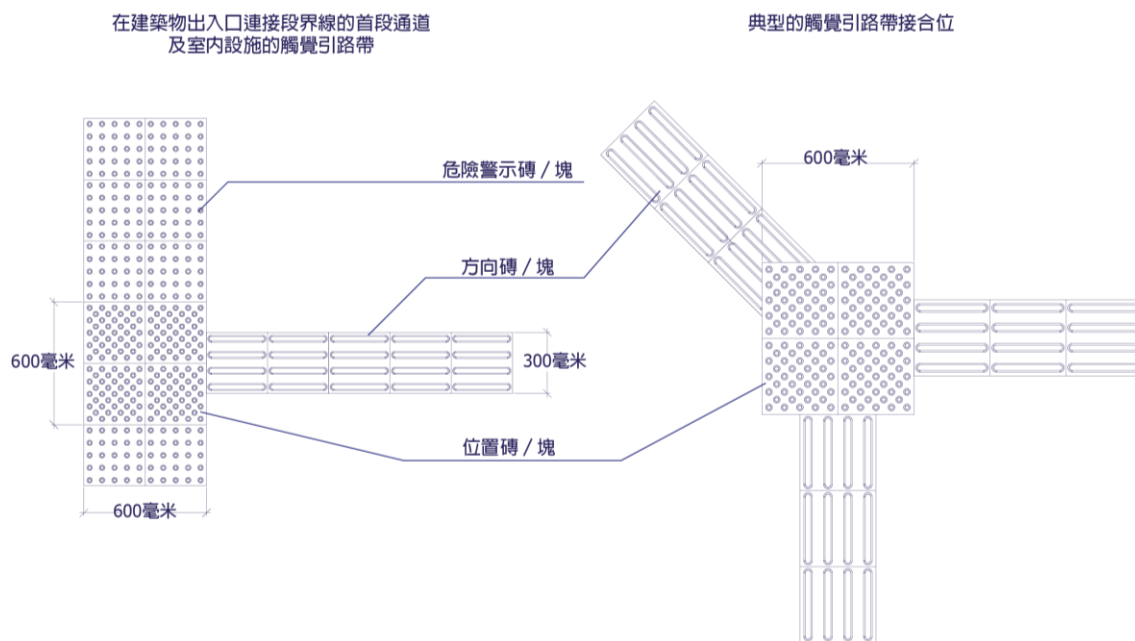 在建築物出入口連接段界線的首段通道
及室內設施的觸覺引路帶
典型的觸覺引路帶接合位
600毫米
危險警示磚 / 塊
方向磚 / 塊
600毫米
300毫米
位置磚 / 塊
600毫米